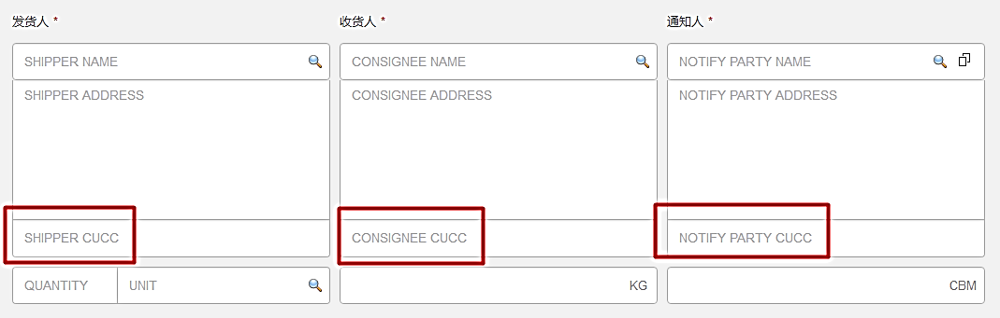 发货人 *
收货人 *
通知人 *
SHIPPER NAME
CONSIGNEE NAME
NOTIFY PARTY NAME
SHIPPER ADDRESS
CONSIGNEE ADDRESS
NOTIFY PARTY ADDRESS
SHIPPER CUCC
CONSIGNEE CUCC
NOTIFY PARTY CUCC
QUANTITY
UNIT
KG
CBM